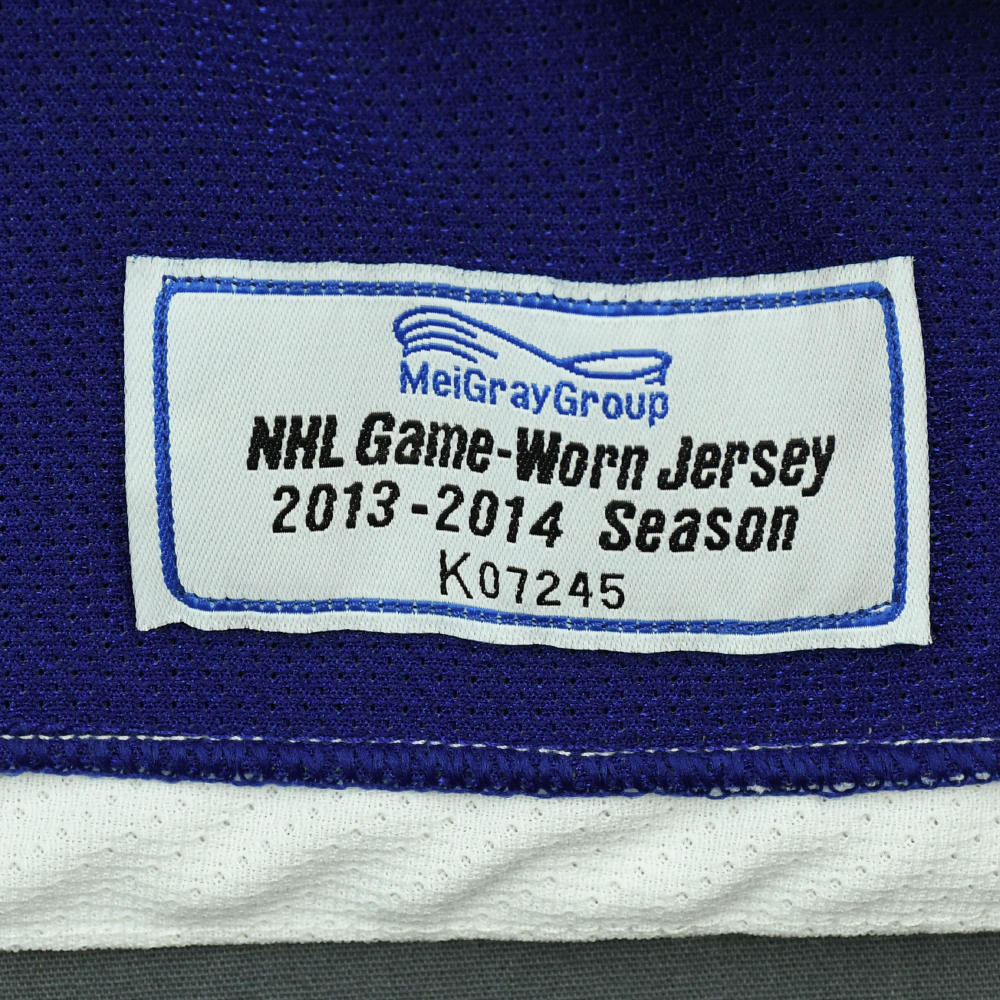 MeiGrayGroup
NHL Game-Worn Jersey
2013-2014 Season
K07245